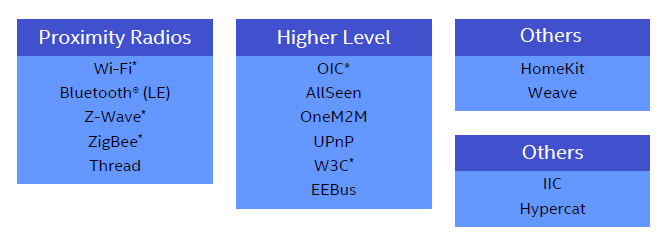 Proximity Radios
Wi-Fi*
Bluetooth® (LE)
Z-Wave*
ZigBee*
Thread
Higher Level
OIC*
AllSeen
OneM2M
UPnP
W3C*
EEBus
Others
HomeKit
Weave
Others
IIC
Hypercat